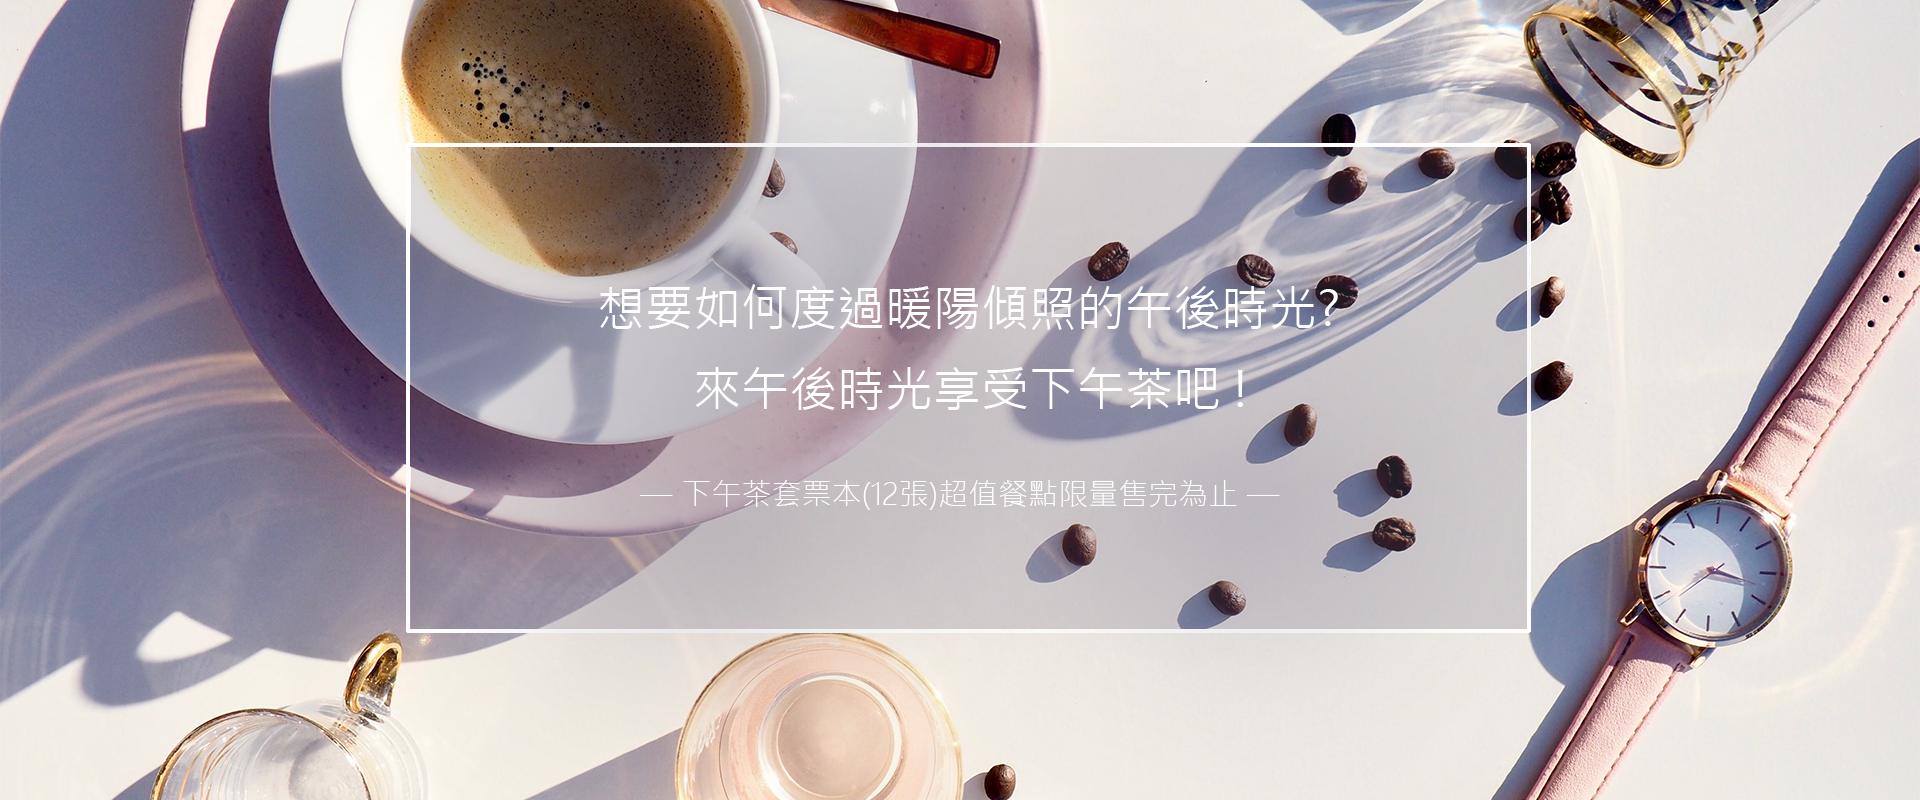 想要如何度過暖陽傾照的午後時光?
來午後時光享受下午茶吧!
— 下午茶套票本(12張)超值餐點限量售完為止 —